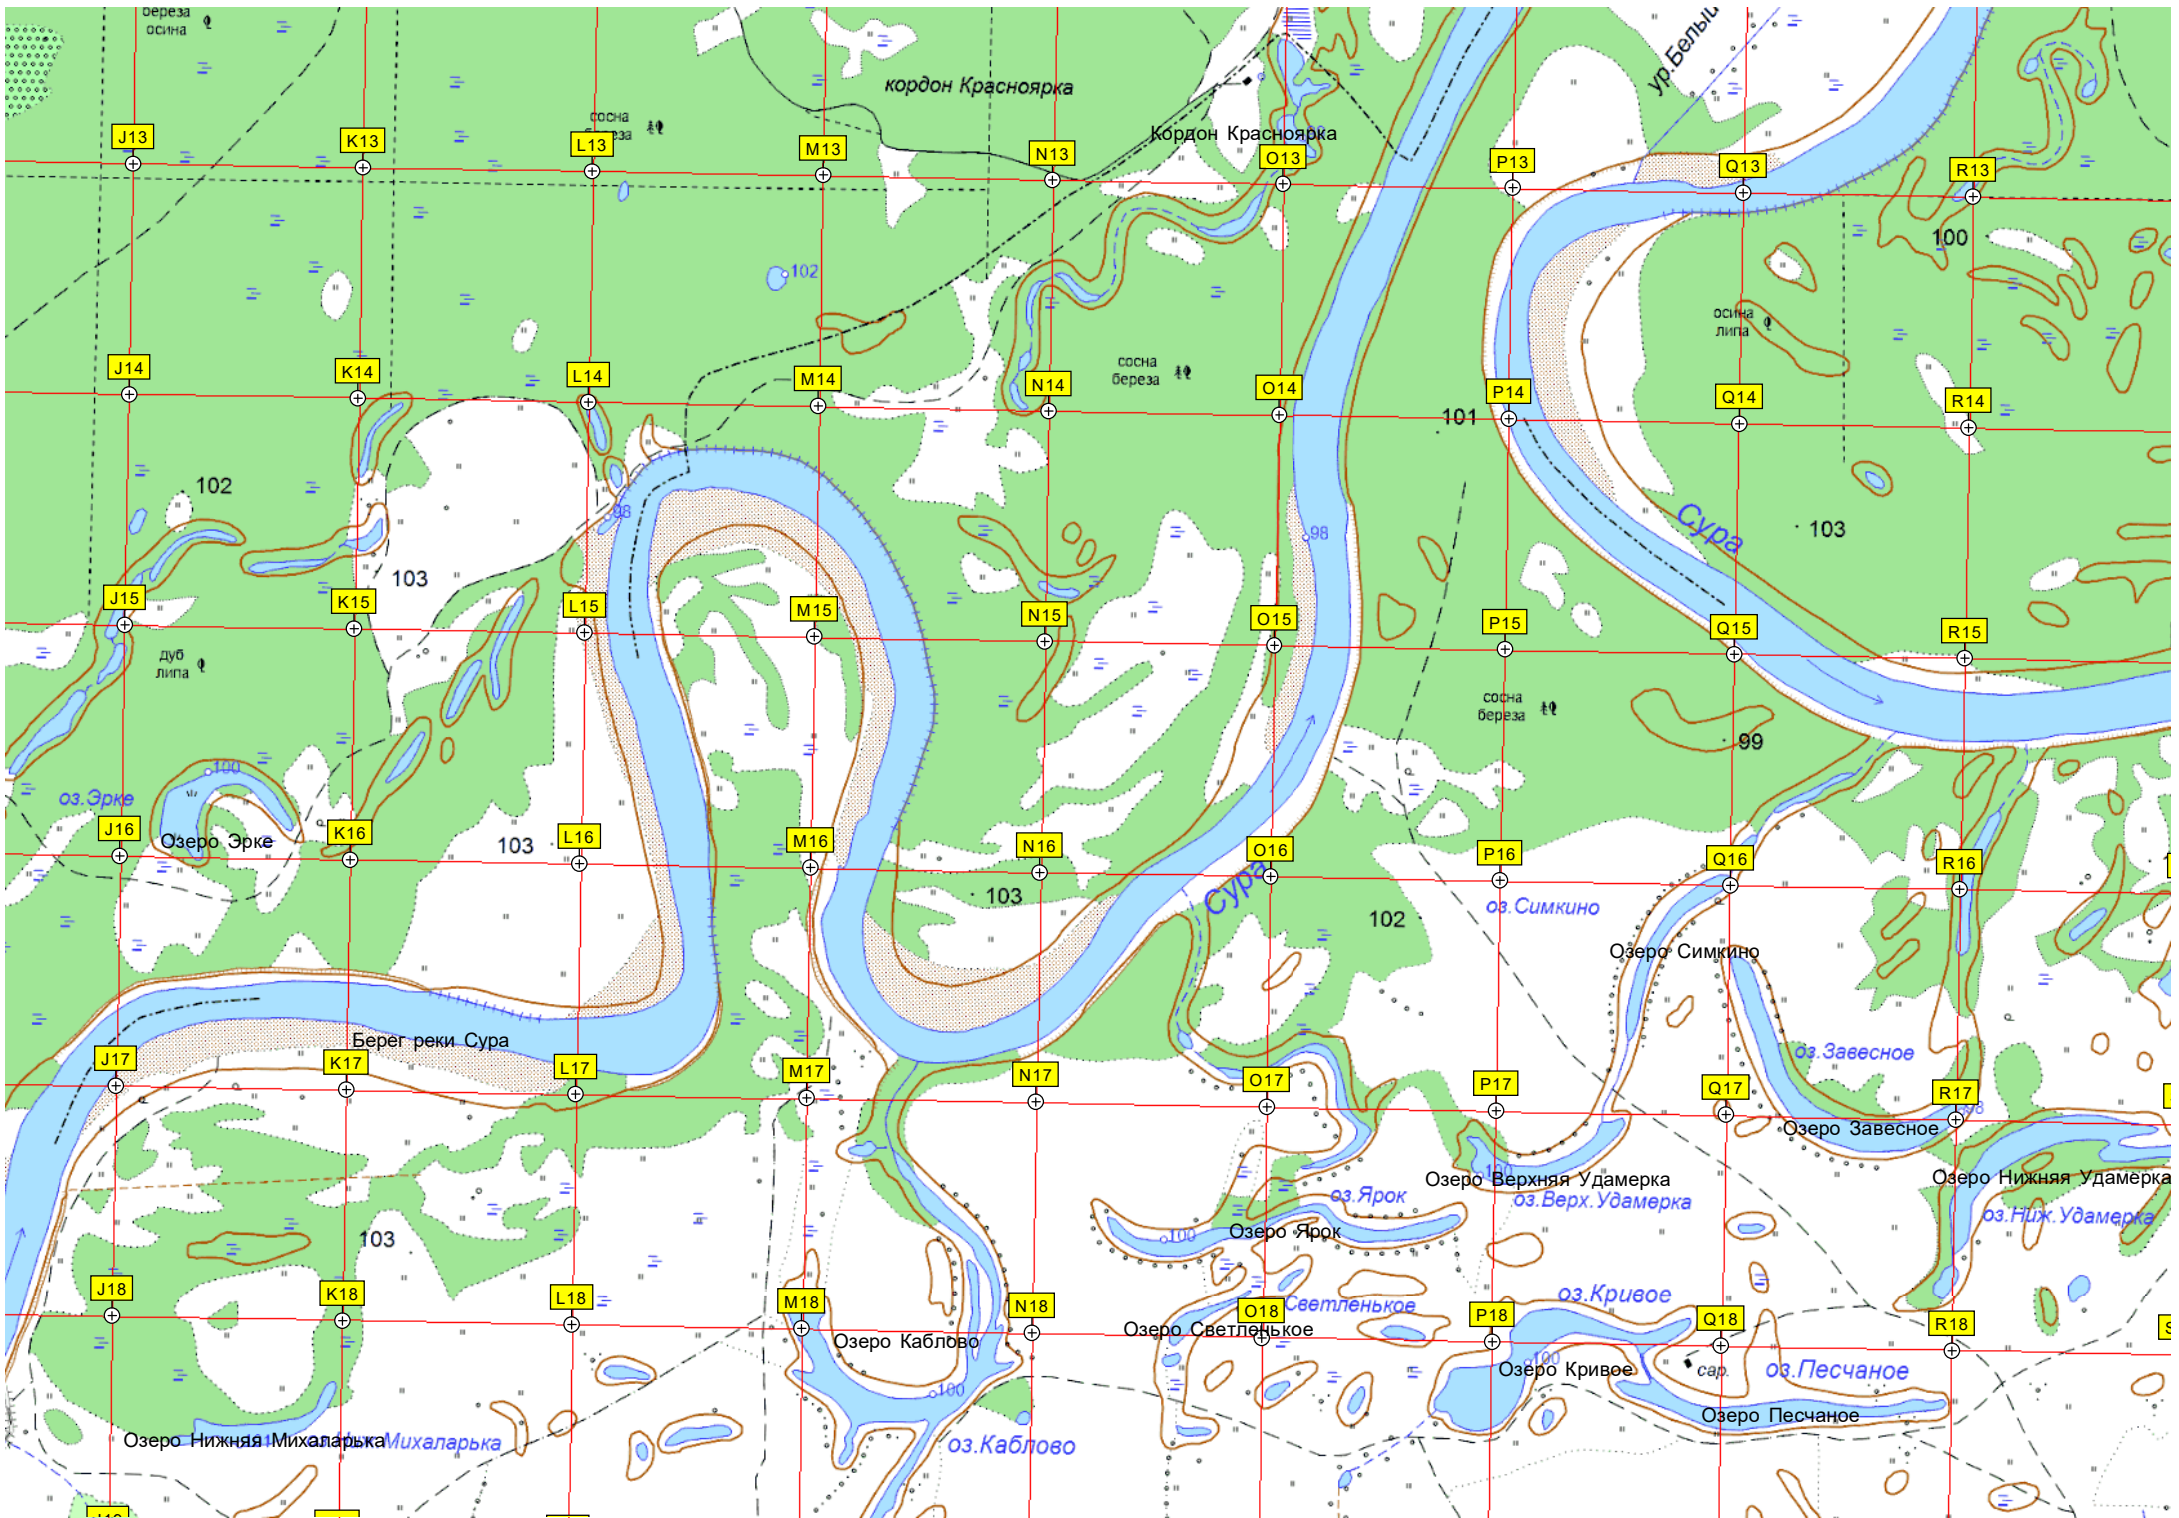 береза
осина
ур.Белый
кордон Красноярка
сосна
береза
Кордон Красноярка
J13
K13
L13
M13
N13
O13
P13
Q13
R13
100
102
осина
липа
сосна
береза
J14
K14
L14
M14
N14
O14
P14
Q14
R14
101
102
98
98
Сура
103
103
J15
K15
L15
M15
N15
O15
P15
Q15
R15
дуб
липа
сосна
береза
99
100
оз.Эрке
J16
K16
L16
M16
N16
O16
P16
Q16
R16
Озеро Эрке
103
103
Сура
102
оз.Симкино
Озеро Симкино
Берег реки Сура
оз.Завесное
J17
K17
L17
M17
N17
O17
P17
Q17
R17
98
Озеро Завесное
100
Озеро Верхняя Удамерка
Озеро Нижняя Удамерка
оз.Ярок
оз.Верх.Удамерка
оз.Ниж.Удамерка
100
Озеро Ярок
103
J18
K18
L18
M18
N18
O18
P18
Q18
R18
Светленькое
оз.Кривое
Озеро Светленькое
Озеро Каблово
100
Озеро Кривое
100
сар.
оз.Песчаное
Озеро Песчаное
Озеро Нижняя Михаларька
Михаларька
оз.Каблово